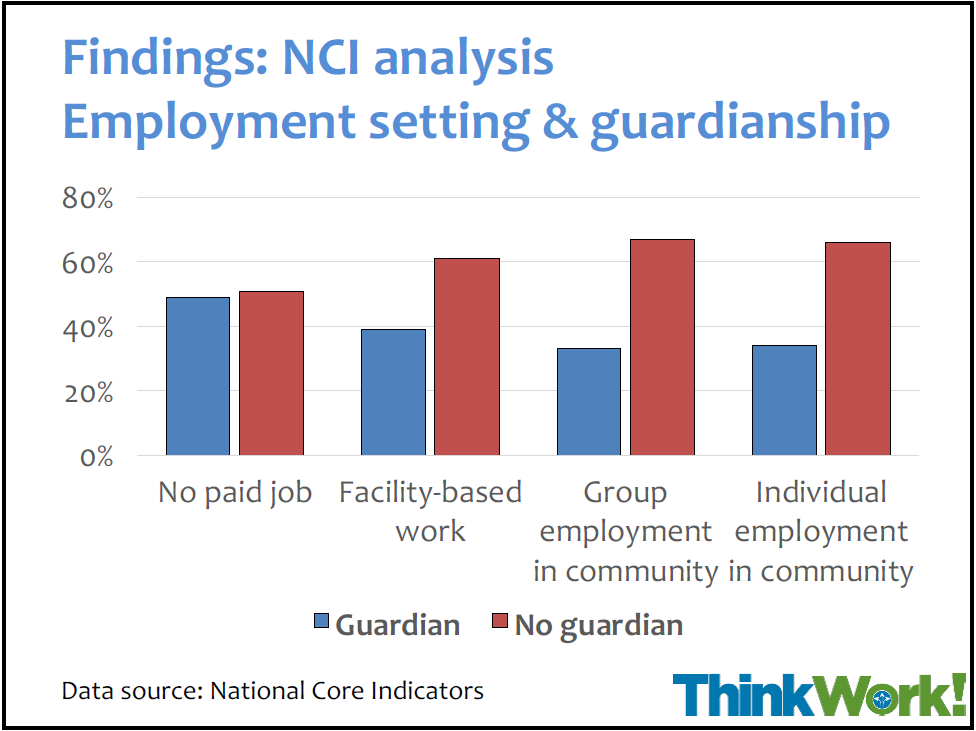 Findings: NCI analysis
Employment setting & guardianship
80%
60%
40%
20%
0%
No paid job
Facility-based
work
Group
employment
in community
Individual
employment
in community
Guardian
No guardian
Data source: National Core Indicators
ThinkWork!